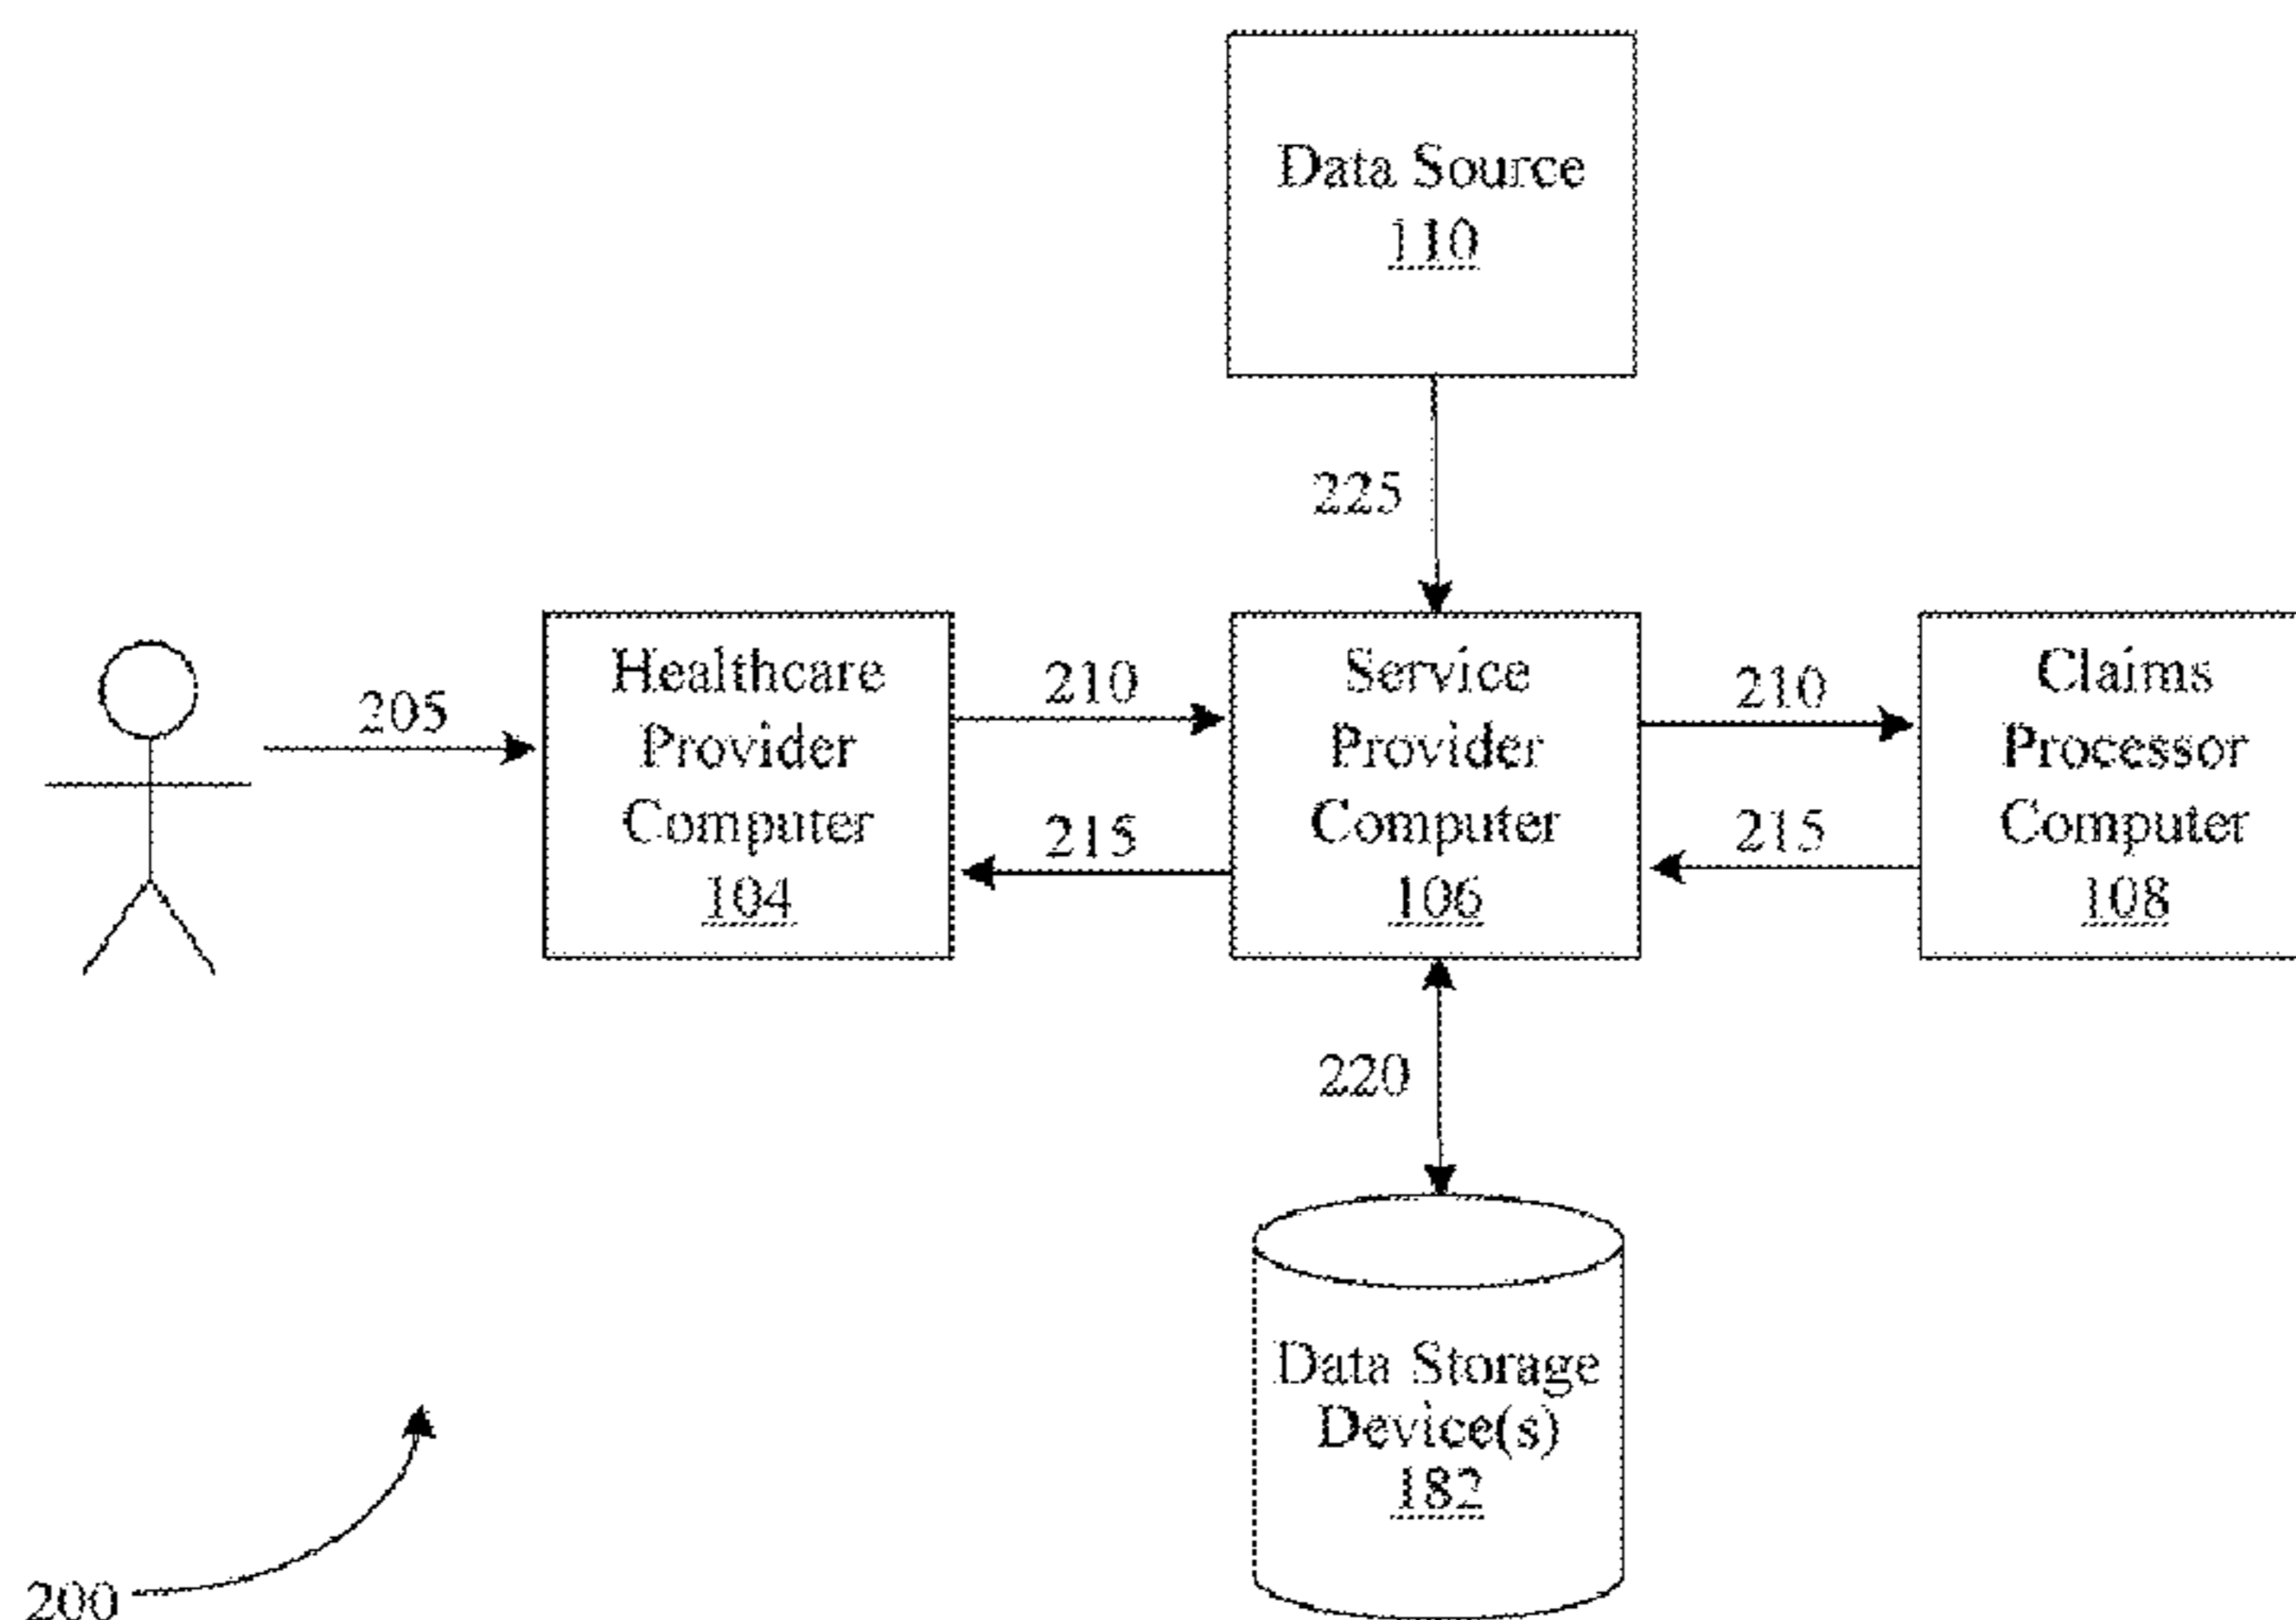 Data Source
110
225
205
Healthcare
Provider
Computer
104
210
215
Service
Provider
Computer
106
210
215
Claims
Processor
Computer
108
220
Data Storage
Device(s)
182
200